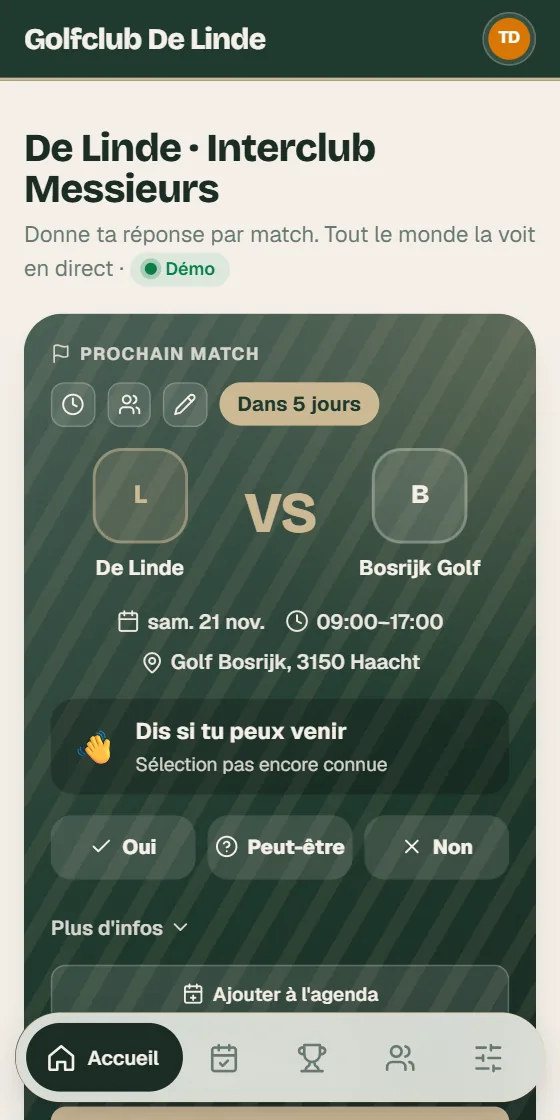 Golfclub De Linde
TD
De Linde · Interclub
Messieurs
Donne ta réponse par match. Tout le monde la voit
en direct · Démo
PROCHAIN MATCH
Dans 5 jours
L
VS
B
De Linde
Bosrijk Golf
sam. 21 nov.
09:00–17:00
Golf Bosrijk, 3150 Haacht
Dis si tu peux venir
Sélection pas encore connue
Oui
Peut-être
Non
Plus d'infos
Ajouter à l'agenda
Accueil